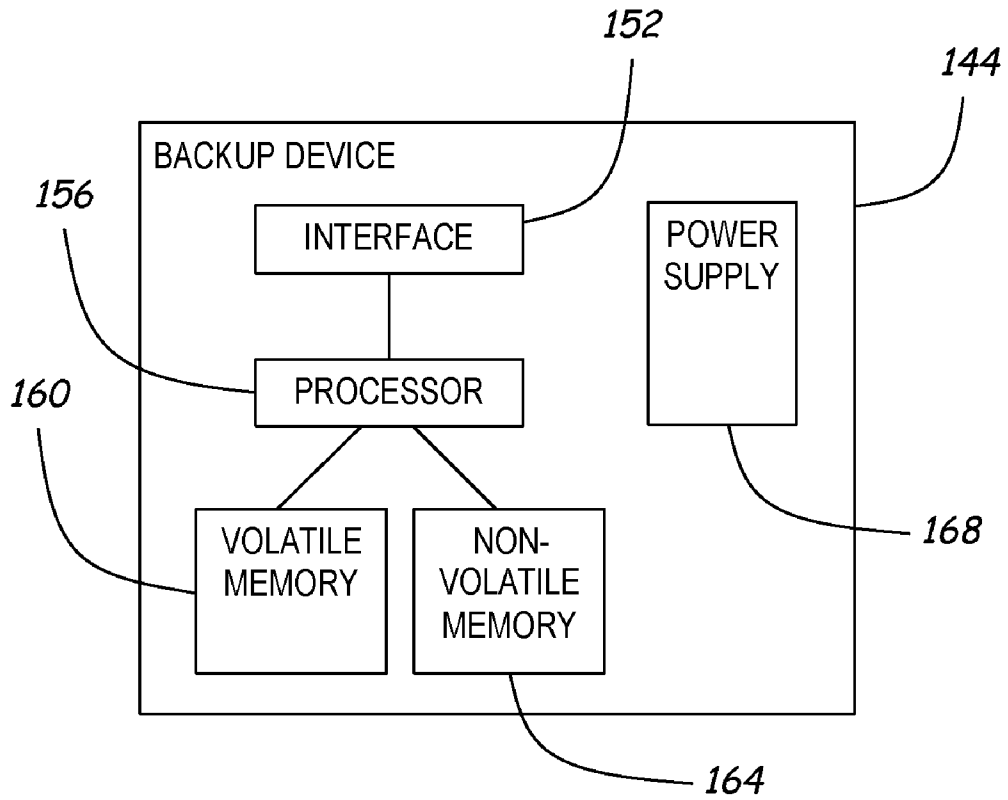 152
144
BACKUP DEVICE
156
INTERFACE
POWER
SUPPLY
PROCESSOR
160
VOLATILE
MEMORY
NON-
VOLATILE
MEMORY
168
164